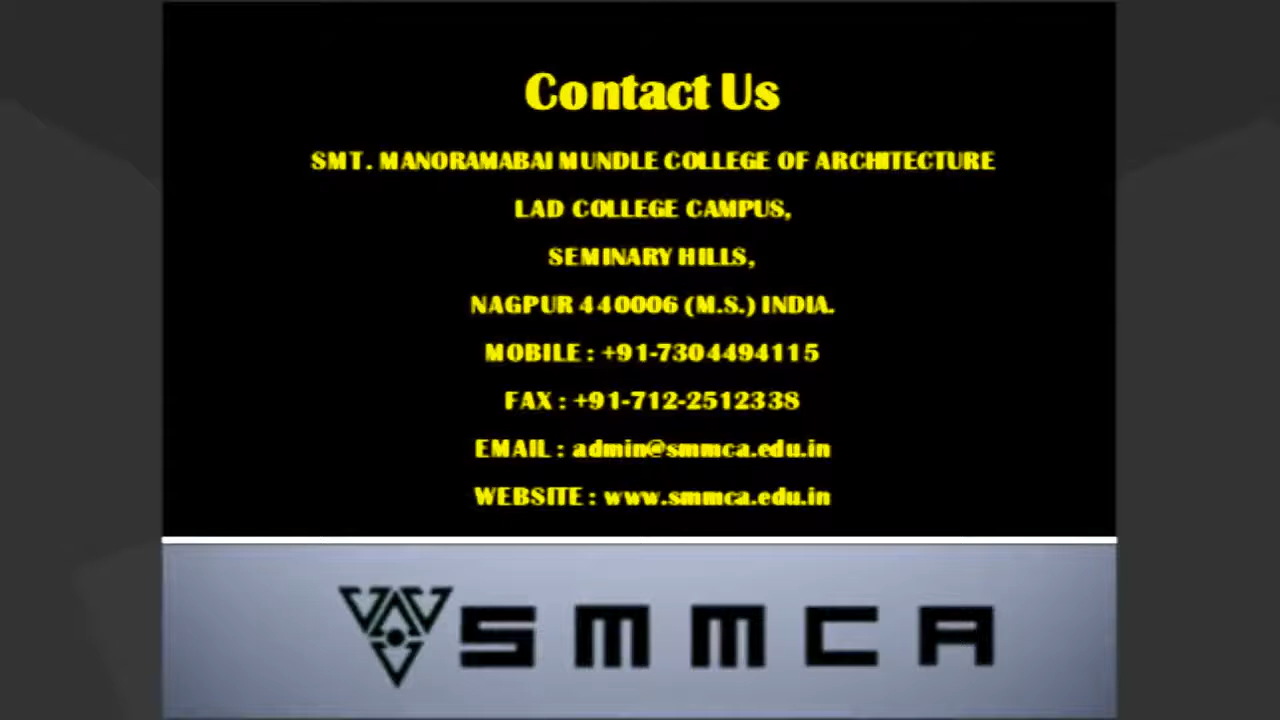 Contact Us
SMT. MANORAMABAI MUNDLE COLLEGE OF ARCHITECTURE
LAD COLLEGE CAMPUS,
SEMINARY HILLS,
NAGPUR 440006 (M.S.) INDIA.
MOBILE : +91-7304494115
FAX : +91-712-2512338
EMAIL : admin@smmca.edu.in
WEBSITE : www.smmca.edu.in
SMMCA